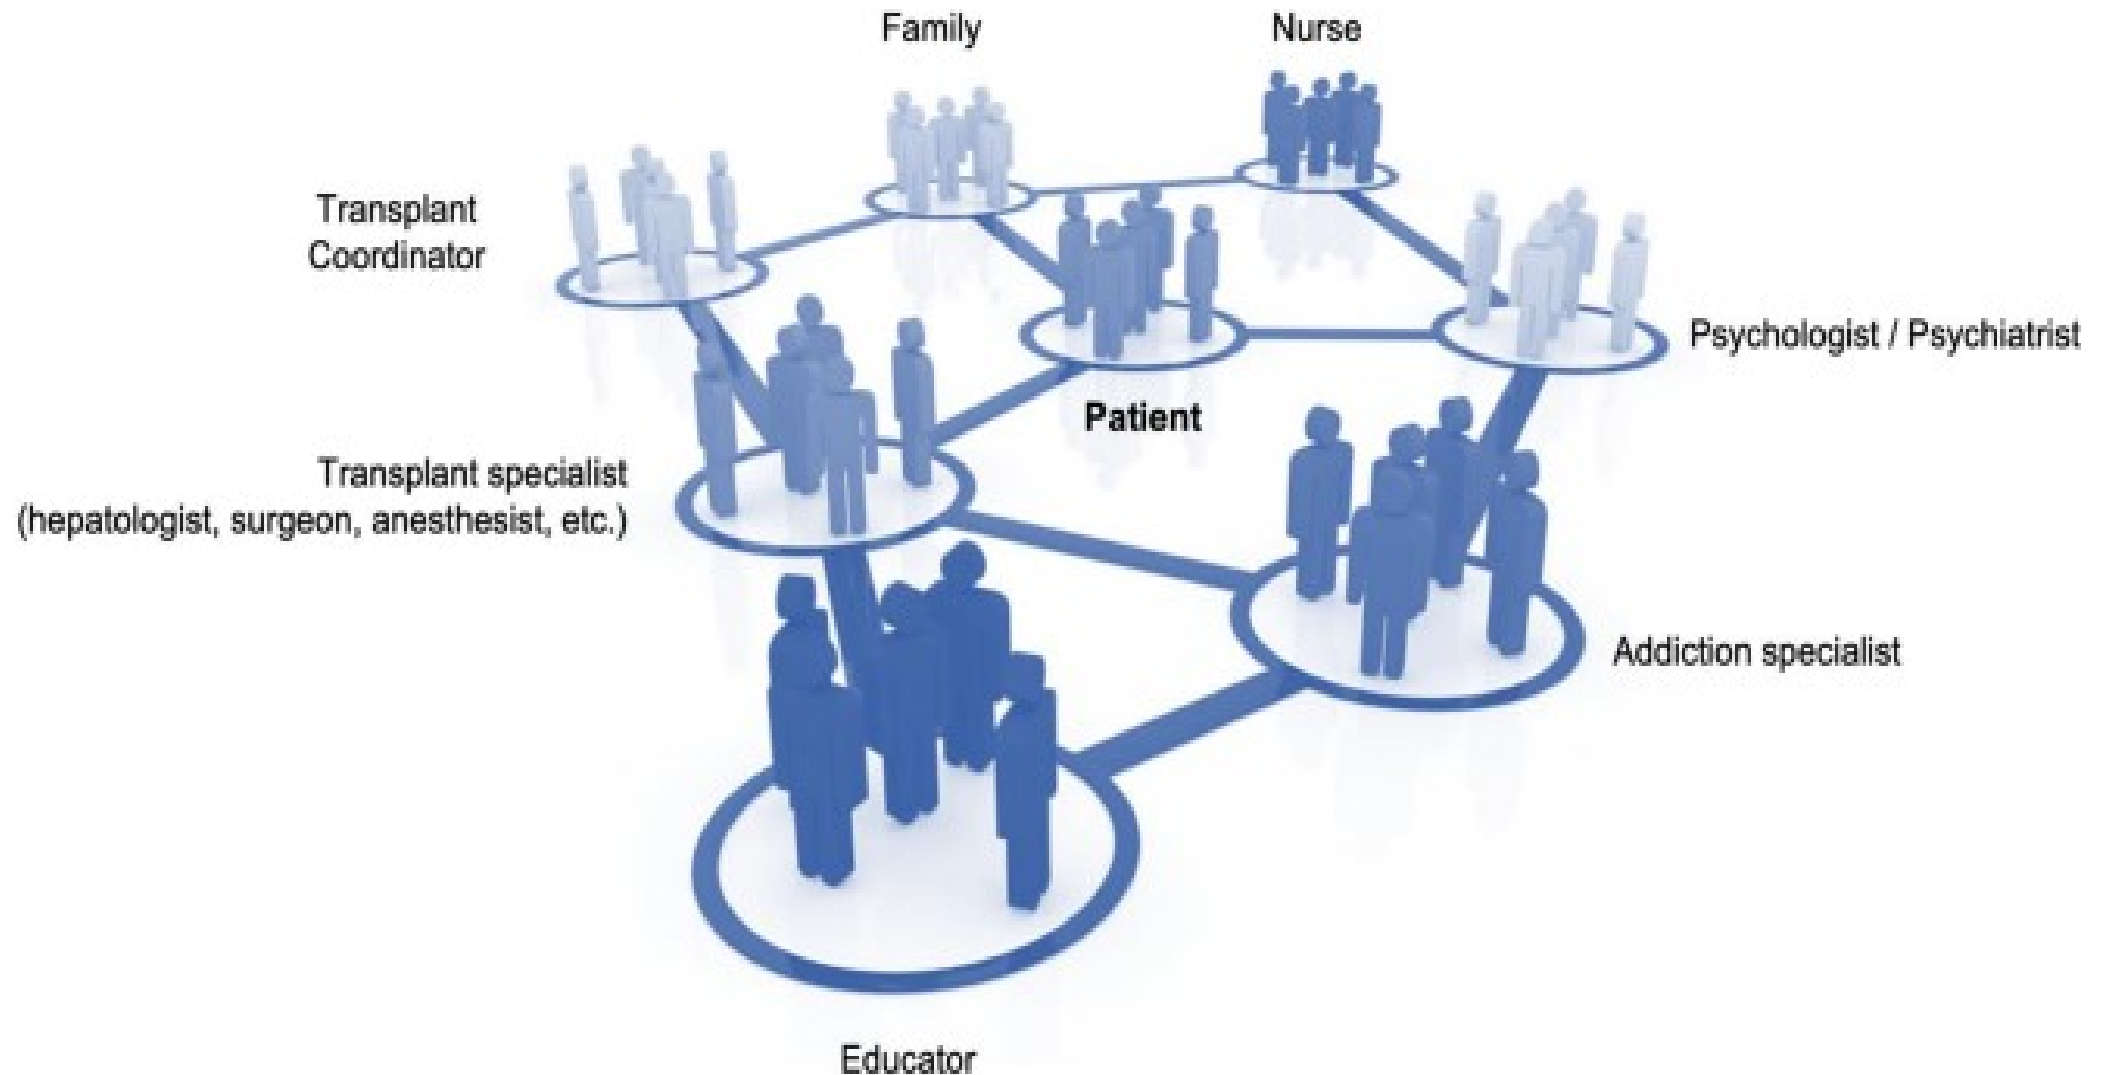 Family
Nurse
Transplant
Coordinator
Psychologist / Psychiatrist
Patient
Transplant specialist
(hepatologist, surgeon, anesthesist, etc.)
Addiction specialist
Educator